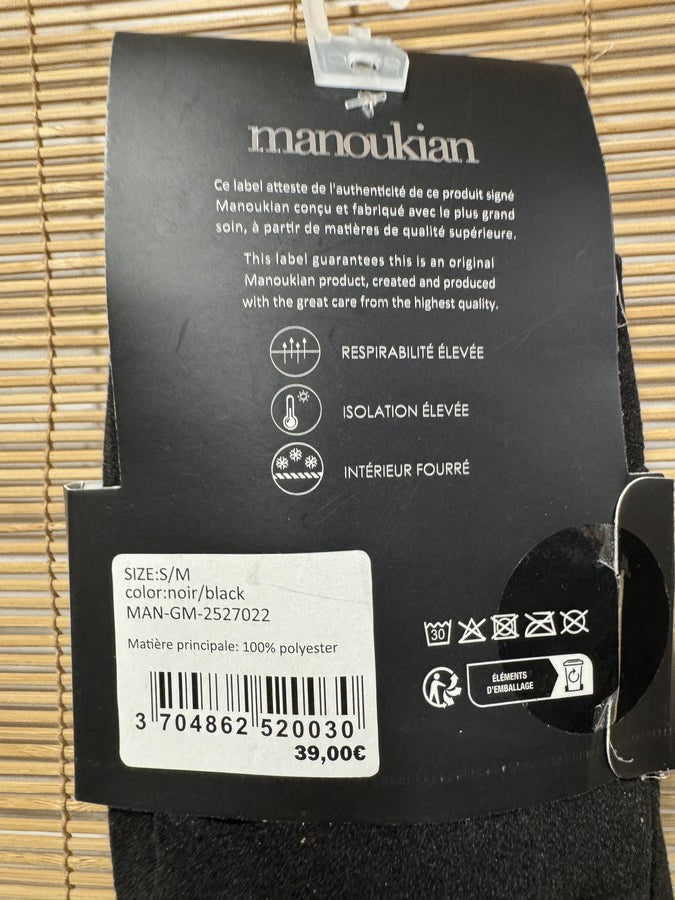 manoukian
Ce label atteste de l'authenticité de ce produit signé
Manoukian conçu et fabriqué avec le plus grand
soin, à partir de matières de qualité supérieure.
This label guarantees this is an original
Manoukian product, created and produced
with the great care from the highest quality.
RESPIRABILITÉ ÉLEVÉE
ISOLATION ÉLEVÉE
INTÉRIEUR FOURRÉ
SIZE:S/M
color:noir/black
MAN-GM-2527022
Matière principale: 100% polyester
3 704862 520030
39,00€
30
ÉLÉMENTS
D'EMBALLAGE